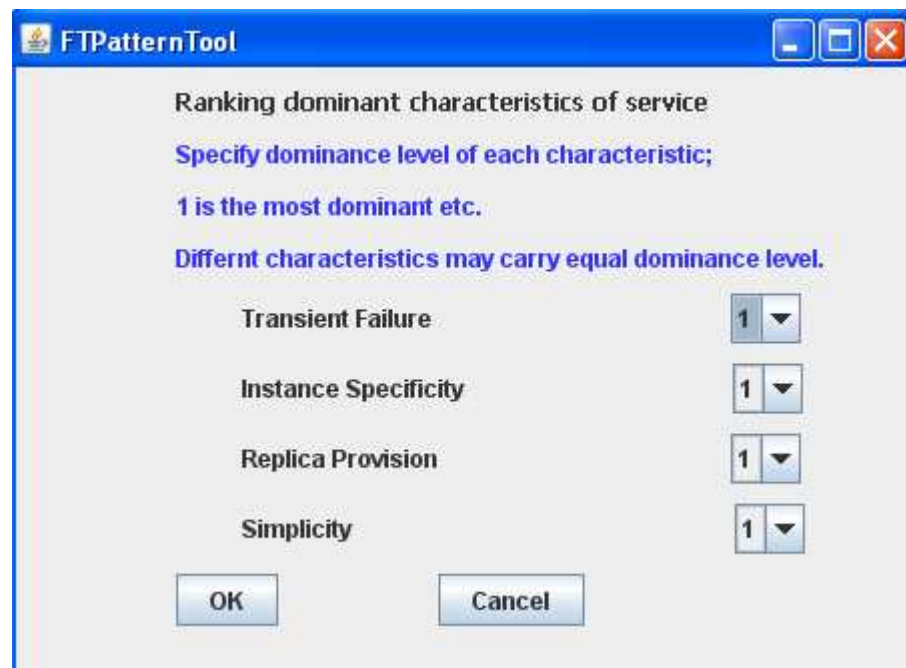 FTPatternTool
Ranking dominant characteristics of service
Specify dominance level of each characteristic;
1 is the most dominant etc.
Differnt characteristics may carry equal dominance level.
Transient Failure 1
Instance Specificity 1
Replica Provision 1
Simplicity 1
OK Cancel